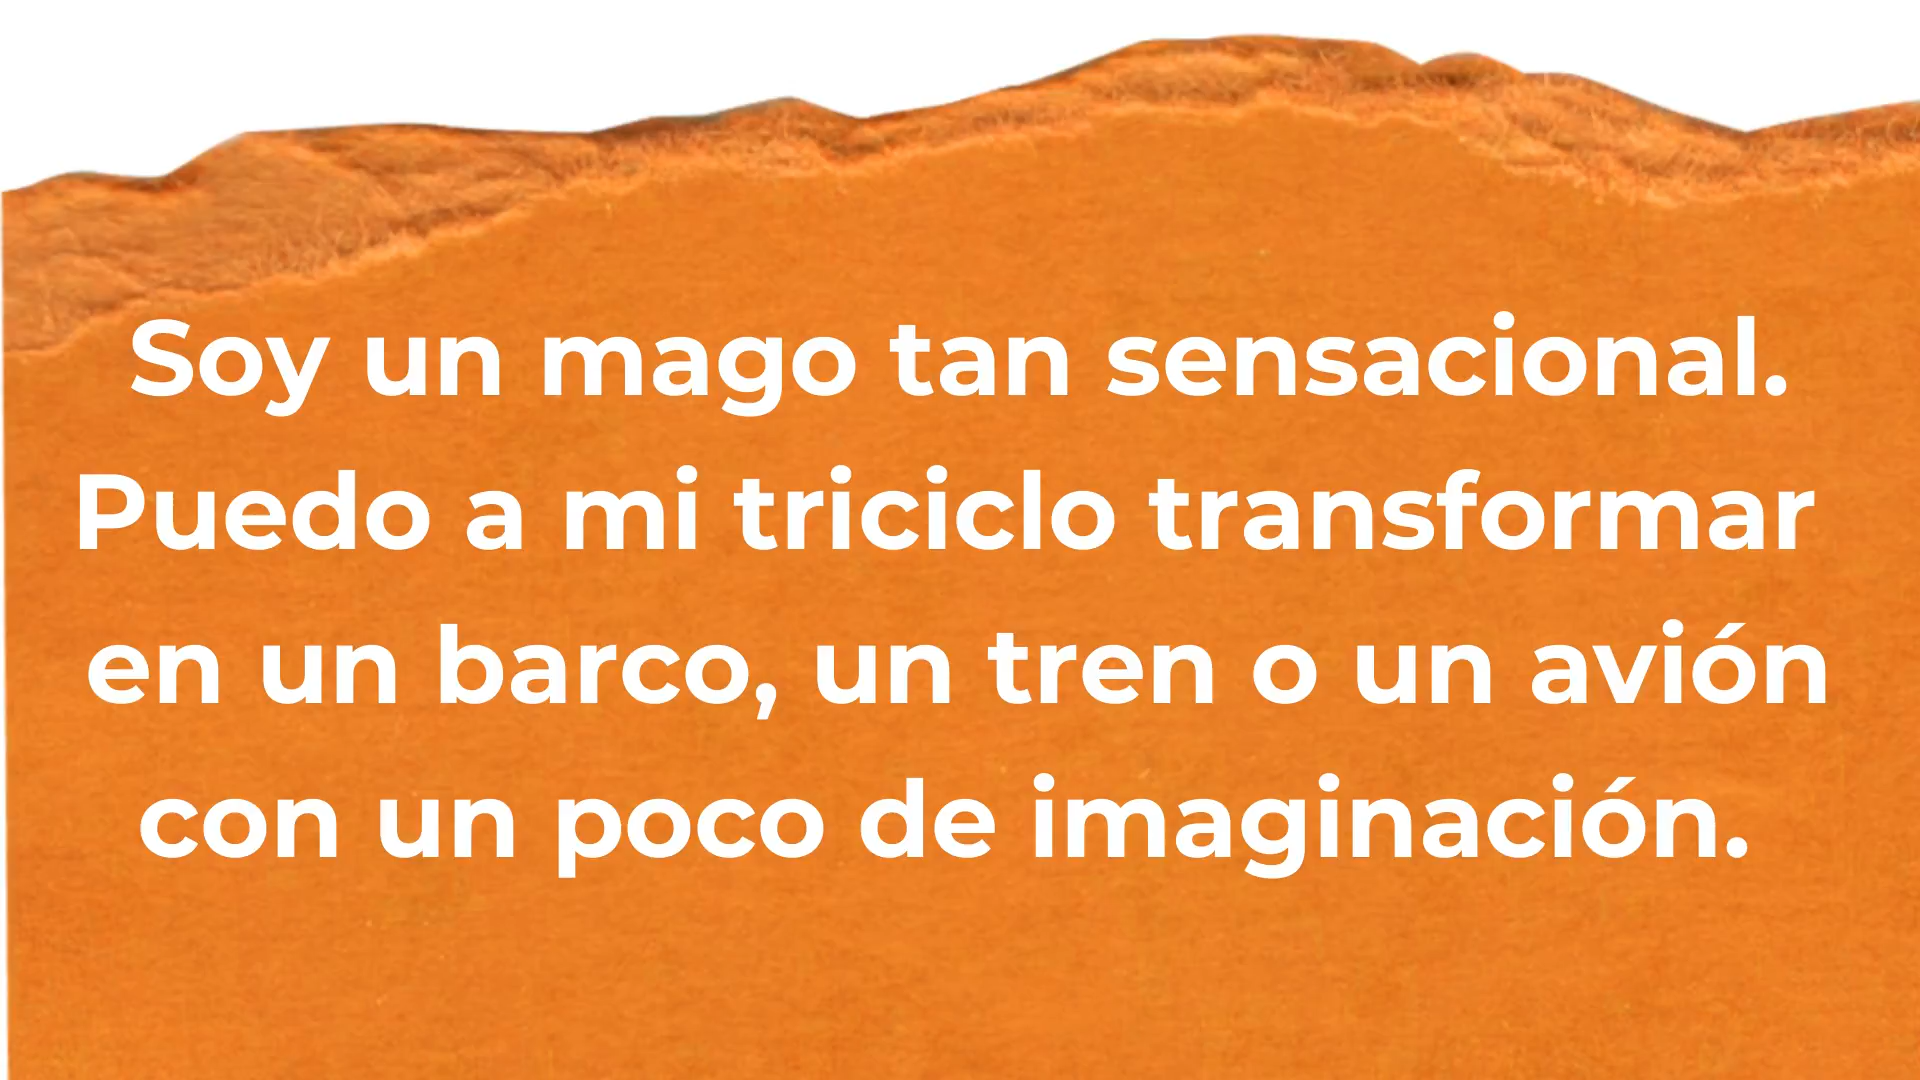 Soy un mago tan sensacional.
Puedo a mi triciclo transformar
en un barco, un tren o un avión
con un poco de imaginación.